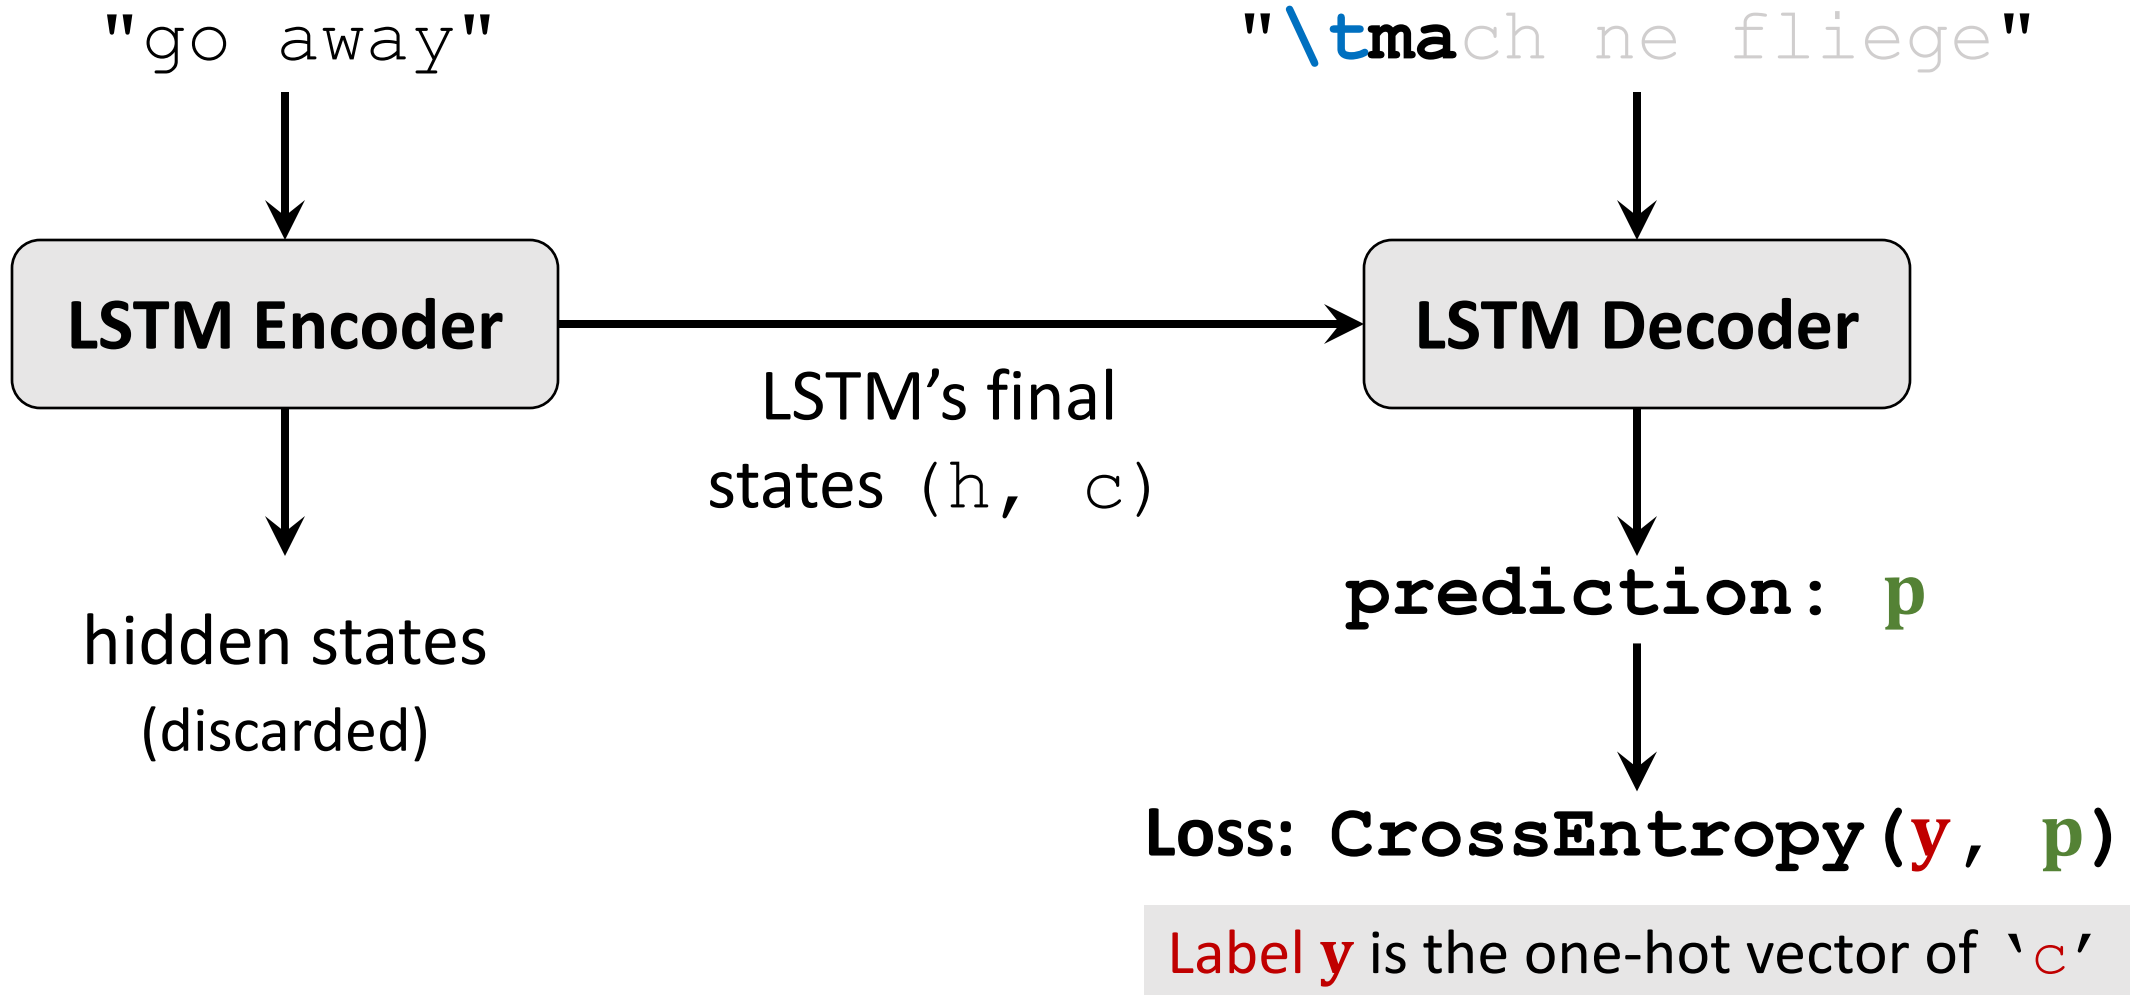 "go away"
"\tmach ne fliege"
LSTM Encoder
LSTM Decoder
LSTM’s final
states (h, c)
hidden states
(discarded)
prediction: p
Loss: CrossEntropy(y, p)
Label y is the one-hot vector of ‘c’